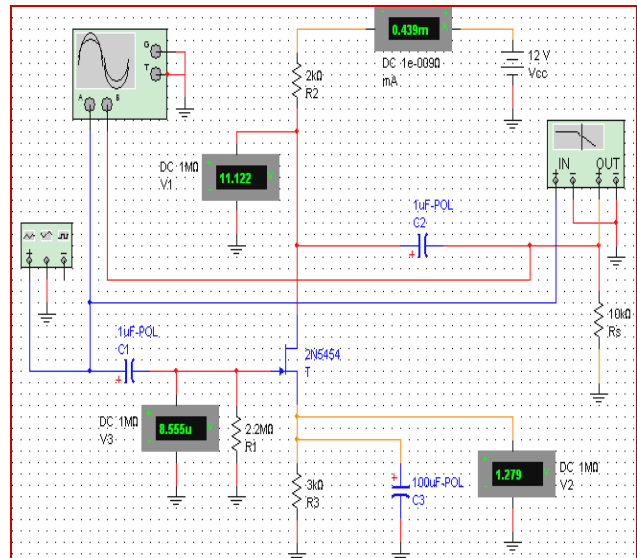 0.439m
DC 1e-009Ω
mA
12 V
Vcc
G
T
A
B
2kΩ
R2
DC 1MΩ
V1
11.122
IN
OUT
1uF-POL
C2
10kΩ
Rs
1uF-POL
C1
2N5454
T
DC 1MΩ
V3
8.555u
2.2MΩ
R1
3kΩ
R3
100uF-POL
C3
1.279
DC 1MΩ
V2